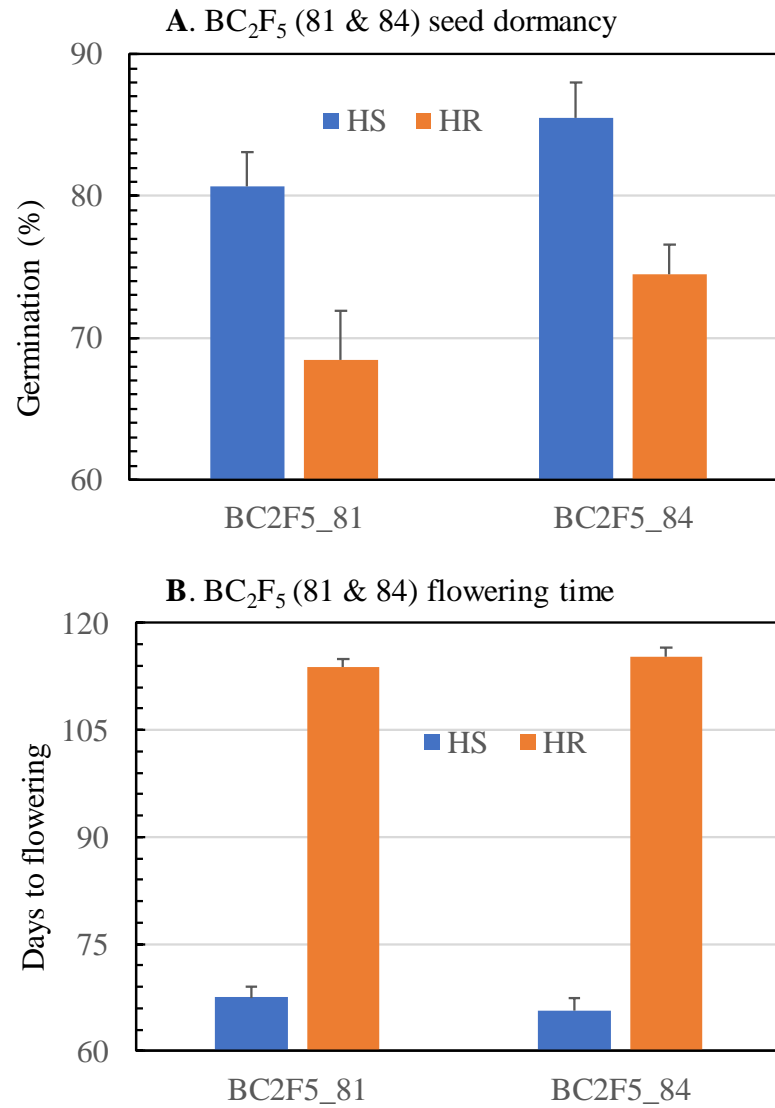 A. BC₂F₅ (81 & 84) seed dormancy
90
HS HR
80
70
60
Germination (%)
BC2F5_81 BC2F5_84
B. BC₂F₅ (81 & 84) flowering time
120
105
HS HR
90
75
60
Days to flowering
BC2F5_81 BC2F5_84